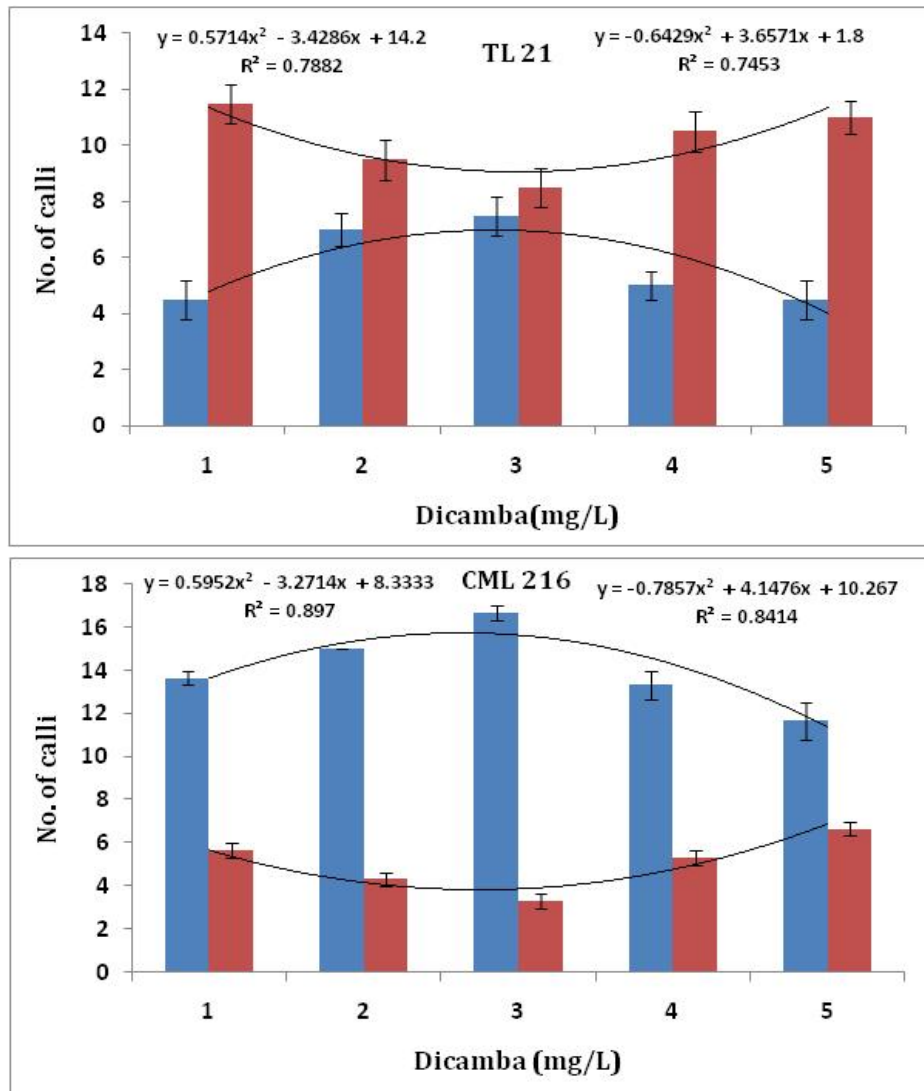 y = 0.5714x² - 3.4286x + 14.2
R² = 0.7882
TL 21
y = -0.6429x² + 3.6571x + 1.8
R² = 0.7453
14
12
10
8
6
4
2
0
No. of calli
1 2 3 4 5
Dicamba(mg/L)
y = 0.5952x² - 3.2714x + 8.3333
R² = 0.897
CML 216
y = -0.7857x² + 4.1476x + 10.267
R² = 0.8414
18
16
14
12
10
8
6
4
2
0
No. of calli
1 2 3 4 5
Dicamba (mg/L)